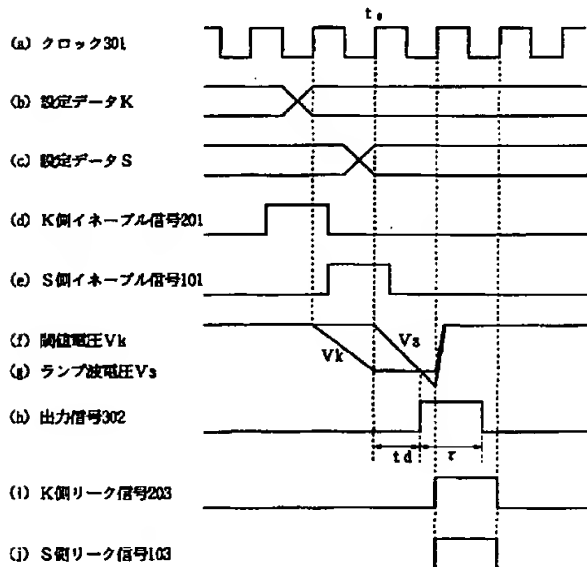 t₀
(a) クロック301
(b) 設定データK
(c) 設定データS
(d) K側イネーブル信号201
(e) S側イネーブル信号101
(f) 閾値電圧Vk
Vk
Vs
(g) ランプ波電圧Vs
(h) 出力信号302
td
τ
(i) K側リーク信号203
(j) S側リーク信号103